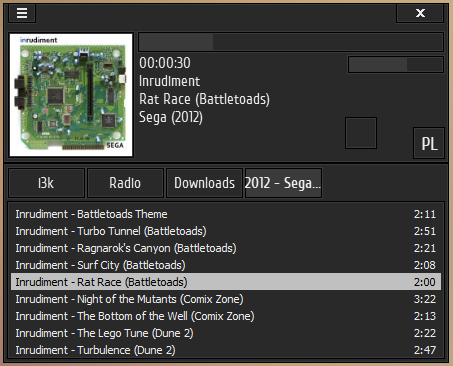 X
inrudiment
SEGA
00:00:30
Inrudiment
Rat Race (Battletoads)
Sega (2012)
PL
i3k
Radio
Downloads
2012 - Sega...
Inrudiment - Battletoads Theme 2:11
Inrudiment - Turbo Tunnel (Battletoads) 2:51
Inrudiment - Ragnarok's Canyon (Battletoads) 2:21
Inrudiment - Surf City (Battletoads) 2:08
Inrudiment - Rat Race (Battletoads) 2:00
Inrudiment - Night of the Mutants (Comix Zone) 3:22
Inrudiment - The Bottom of the Well (Comix Zone) 2:13
Inrudiment - The Lego Tune (Dune 2) 2:22
Inrudiment - Turbulence (Dune 2) 2:47